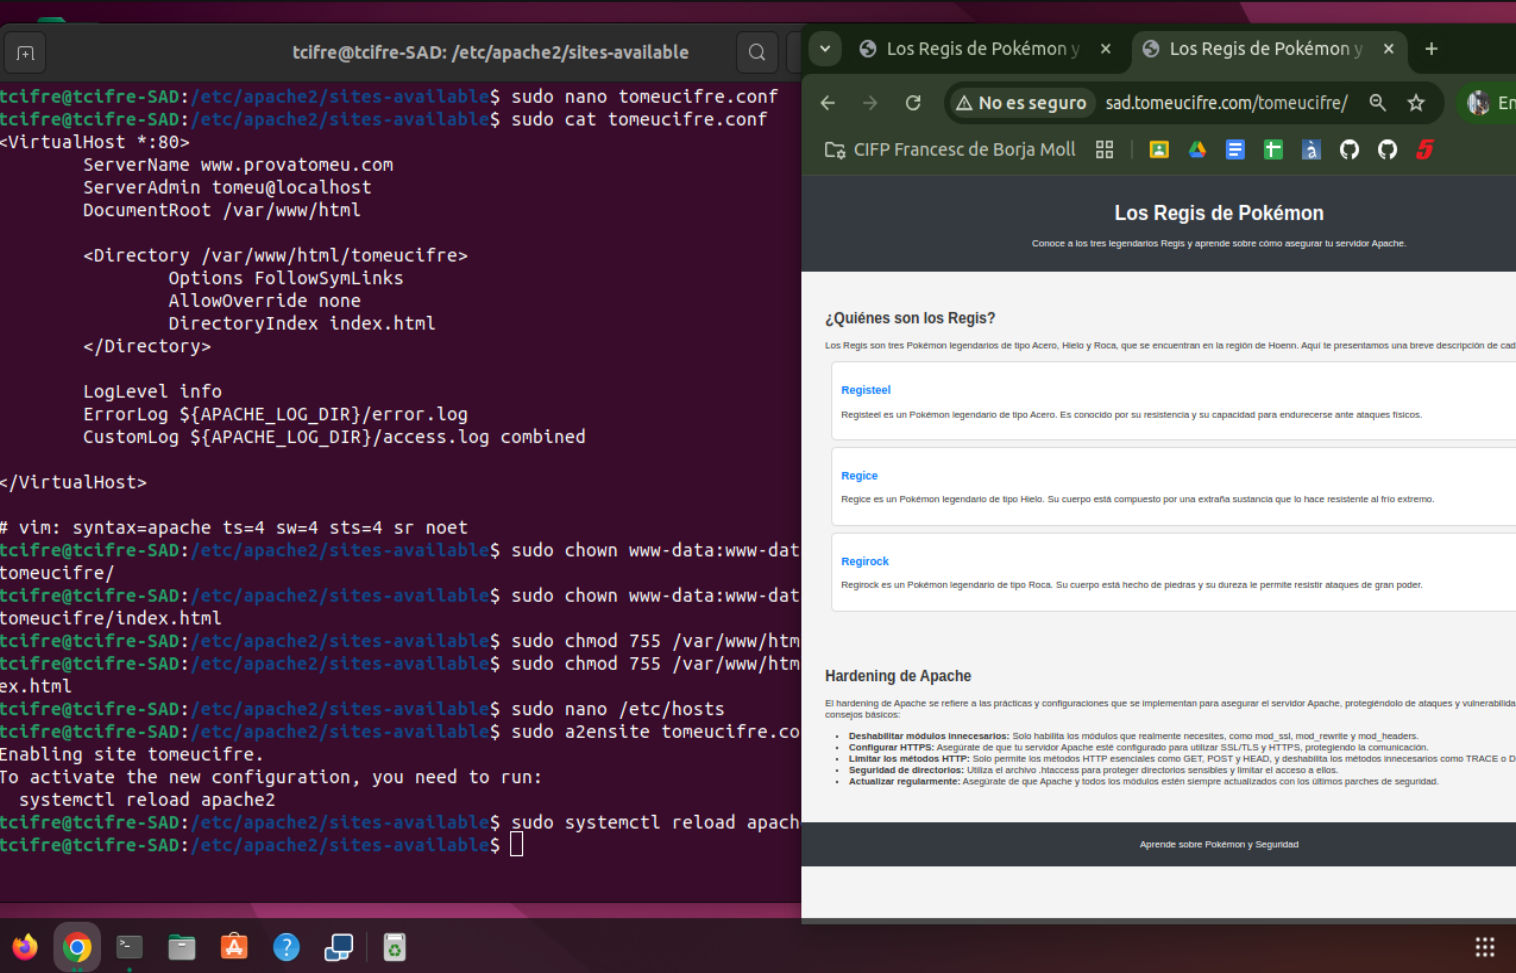 tcifre@tcifre-SAD: /etc/apache2/sites-available
tcifre@tcifre-SAD:/etc/apache2/sites-available$ sudo nano tomeucifre.conf
tcifre@tcifre-SAD:/etc/apache2/sites-available$ sudo cat tomeucifre.conf
<VirtualHost *:80>
ServerName www.provatomeu.com
ServerAdmin tomeu@localhost
DocumentRoot /var/www/html
<Directory /var/www/html/tomeucifre>
Options FollowSymLinks
AllowOverride none
DirectoryIndex index.html
</Directory>
LogLevel info
ErrorLog ${APACHE_LOG_DIR}/error.log
CustomLog ${APACHE_LOG_DIR}/access.log combined
</VirtualHost>
# vim: syntax=apache ts=4 sw=4 sts=4 sr noet
tcifre@tcifre-SAD:/etc/apache2/sites-available$ sudo chown www-data:www-dat
tomeucifre/
tcifre@tcifre-SAD:/etc/apache2/sites-available$ sudo chown www-data:www-dat
tomeucifre/index.html
tcifre@tcifre-SAD:/etc/apache2/sites-available$ sudo chmod 755 /var/www/htm
tcifre@tcifre-SAD:/etc/apache2/sites-available$ sudo chmod 755 /var/www/htm
ex.html
tcifre@tcifre-SAD:/etc/apache2/sites-available$ sudo nano /etc/hosts
tcifre@tcifre-SAD:/etc/apache2/sites-available$ sudo a2ensite tomeucifre.co
Enabling site tomeucifre.
To activate the new configuration, you need to run:
systemctl reload apache2
tcifre@tcifre-SAD:/etc/apache2/sites-available$ sudo systemctl reload apach
tcifre@tcifre-SAD:/etc/apache2/sites-available$
Los Regis de Pokémon y
Los Regis de Pokémon y
No es seguro sad.tomeucifre.com/tomeucifre/ En
CIFP Francesc de Borja Moll
Los Regis de Pokémon
Conoce a los tres legendarios Regis y aprende sobre cómo asegurar tu servidor Apache.
¿Quiénes son los Regis?
Los Regis son tres Pokémon legendarios de tipo Acero, Hielo y Roca, que se encuentran en la región de Hoenn. Aquí te presentamos una breve descripción de cad
Registeel
Registeel es un Pokémon legendario de tipo Acero. Es conocido por su resistencia y su capacidad para endurecerse ante ataques físicos.
Regice
Regice es un Pokémon legendario de tipo Hielo. Su cuerpo está compuesto por una extraña sustancia que lo hace resistente al frío extremo.
Regirock
Regirock es un Pokémon legendario de tipo Roca. Su cuerpo está hecho de piedras y su dureza le permite resistir ataques de gran poder.
Hardening de Apache
El hardening de Apache se refiere a las prácticas y configuraciones que se implementan para asegurar el servidor Apache, protegiéndolo de ataques y vulnerabilida
consejos básicos:
• Deshabilitar módulos innecesarios: Solo habilita los módulos que realmente necesites, como mod_ssl, mod_rewrite y mod_headers.
• Configurar HTTPS: Asegúrate de que tu servidor Apache esté configurado para utilizar SSL/TLS y HTTPS, protegiendo la comunicación.
• Limitar los métodos HTTP: Solo permite los métodos HTTP esenciales como GET, POST y HEAD, y deshabilita los métodos innecesarios como TRACE o D
• Seguridad de directorios: Utiliza el archivo .htaccess para proteger directorios sensibles y limitar el acceso a ellos.
• Actualizar regularmente: Asegúrate de que Apache y todos los módulos estén siempre actualizados con los últimos parches de seguridad.
Aprende sobre Pokémon y Seguridad